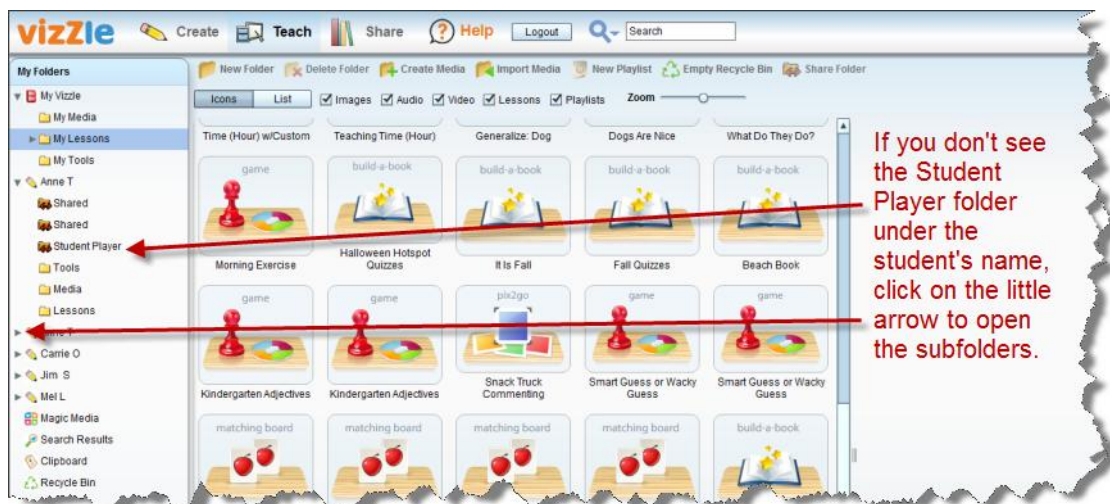 vizZle Create Teach Share Help Logout Search
My Folders
My Vizzle
My Media
My Lessons
My Tools
Anne T
Shared
Shared
Student Player
Tools
Media
Lessons
Carrie O
Jim S
Mel L
Magic Media
Search Results
Clipboard
Recycle Bin
New Folder Delete Folder Create Media Import Media New Playlist Empty Recycle Bin Share Folder
Icons List Images Audio Video Lessons Playlists Zoom
Time (Hour) w/Custom Teaching Time (Hour) Generalize: Dog Dogs Are Nice What Do They Do?
game build-a-book build-a-book build-a-book build-a-book
Morning Exercise Halloween Hotspot Quizzes It Is Fall Fall Quizzes Beach Book
game game pix2go game game
Kindergarten Adjectives Kindergarten Adjectives Snack Truck Commenting Smart Guess or Wacky Guess Smart Guess or Wacky Guess
matching board matching board matching board matching board build-a-book
If you don't see
the Student
Player folder
under the
student's name,
click on the little
arrow to open
the subfolders.